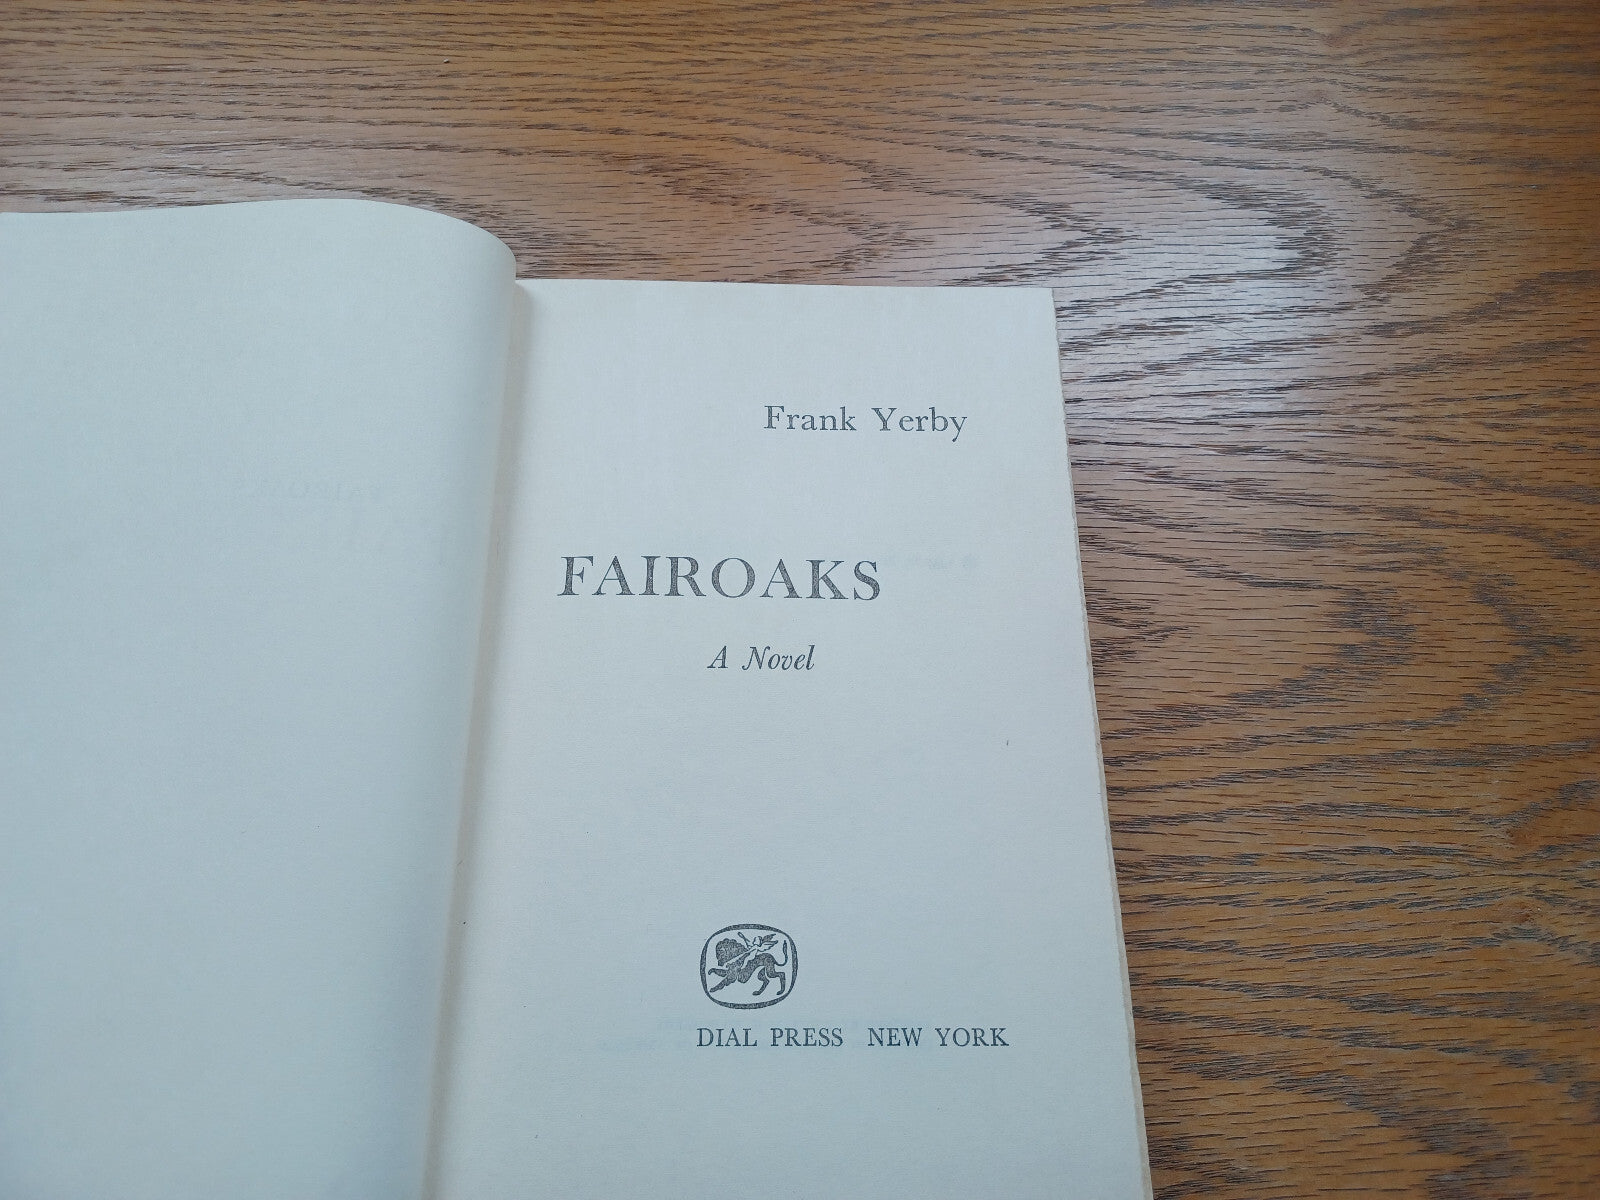 Frank Yerby
FAIROAKS
A Novel
DIAL PRESS NEW YORK